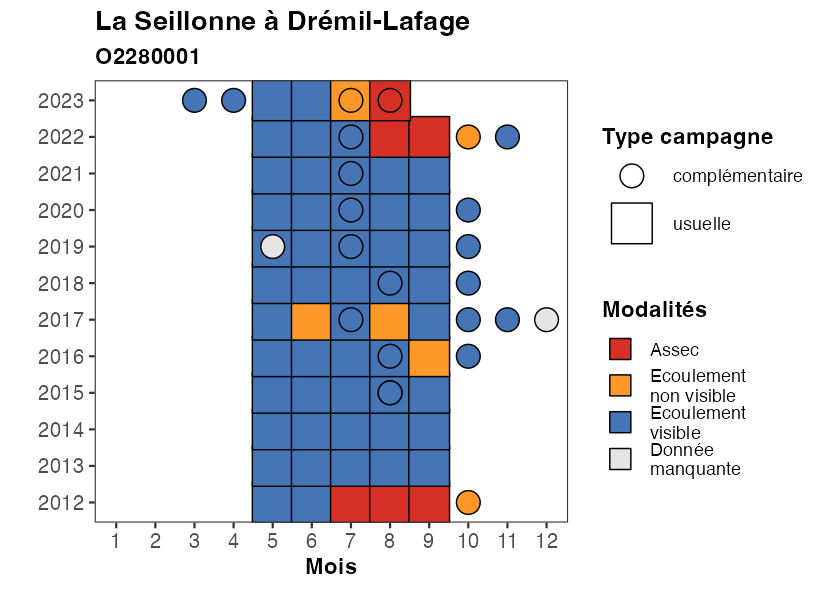 La Seillonne à Drémil-Lafage
O2280001
2023
2022
2021
2020
2019
2018
2017
2016
2015
2014
2013
2012
1 2 3 4 5 6 7 8 9 10 11 12
Mois
Type campagne
complémentaire
usuelle
Modalités
Assec
Ecoulement
non visible
Ecoulement
visible
Donnée
manquante